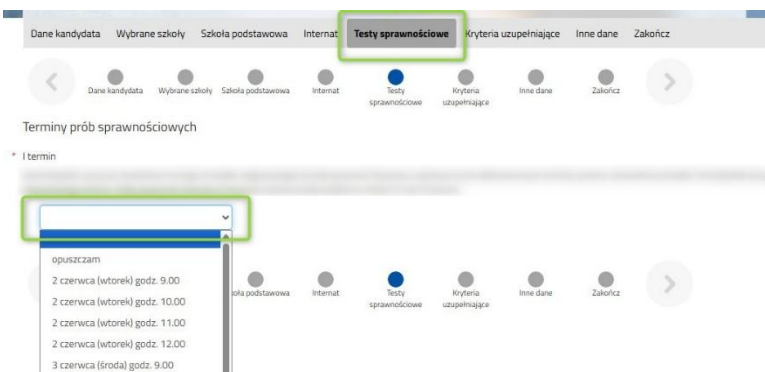 Dane kandydata Wybrane szkoły Szkoła podstawowa Internat Testy sprawnościowe Kryteria uzupełniające Inne dane Zakończ
Dane kandydata Wybrane szkoły Szkoła podstawowa Internat Testy sprawnościowe Kryteria uzupełniające Inne dane Zakończ
Terminy prób sprawnościowych
* I termin
opuszczam
2 czerwca (wtorek) godz. 9.00
2 czerwca (wtorek) godz. 10.00
2 czerwca (wtorek) godz. 11.00
2 czerwca (wtorek) godz. 12.00
3 czerwca (środa) godz. 9.00
podstawowa Internat Testy sprawnościowe Kryteria uzupełniające Inne dane Zakończ